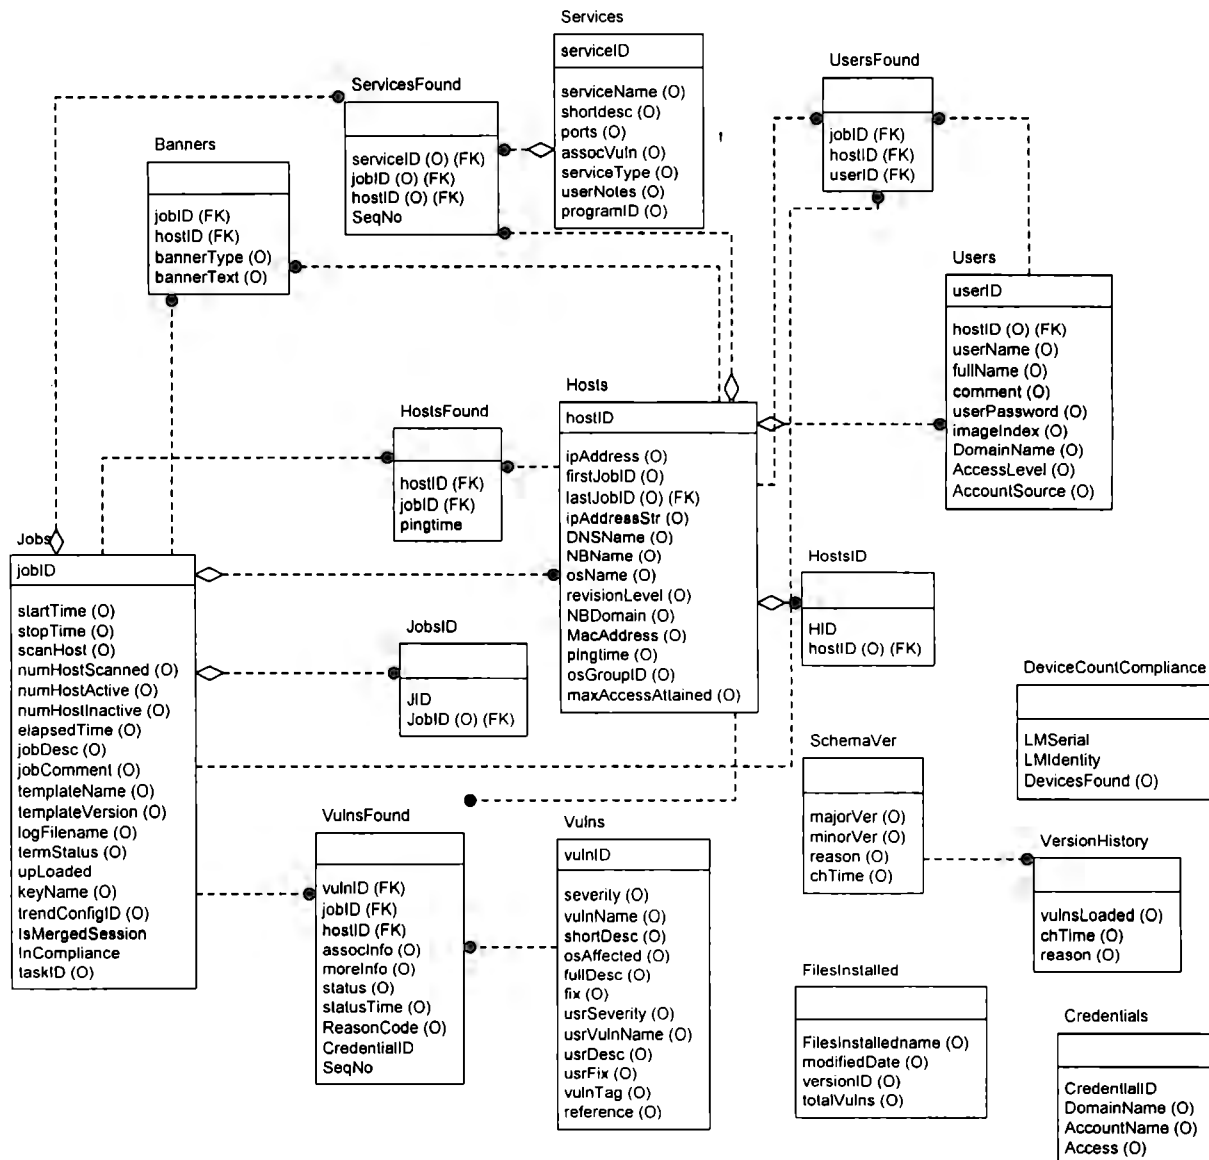 Services
serviceID
serviceName (O)
shortdesc (O)
ports (O)
assocVuln (O)
serviceType (O)
userNotes (O)
programID (O)
ServicesFound
serviceID (O) (FK)
jobID (O) (FK)
hostID (O) (FK)
SeqNo
UsersFound
jobID (FK)
hostID (FK)
userID (FK)
Banners
jobID (FK)
hostID (FK)
bannerType (O)
bannerText (O)
Users
userID
hostID (O) (FK)
userName (O)
fullName (O)
comment (O)
userPassword (O)
imageIndex (O)
DomainName (O)
AccessLevel (O)
AccountSource (O)
Hosts
hostID
ipAddress (O)
firstJobID (O)
lastJobID (O) (FK)
ipAddressStr (O)
DNSName (O)
NBName (O)
osName (O)
revisionLevel (O)
NBDomain (O)
MacAddress (O)
pingtime (O)
osGroupID (O)
maxAccessAttained (O)
HostsFound
hostID (FK)
jobID (FK)
pingtime
Jobs
jobID
startTime (O)
stopTime (O)
scanHost (O)
numHostScanned (O)
numHostActive (O)
numHostInactive (O)
elapsedTime (O)
jobDesc (O)
jobComment (O)
templateName (O)
templateVersion (O)
logFilename (O)
termStatus (O)
upLoaded
keyName (O)
trendConfigID (O)
IsMergedSession
InCompliance
taskID (O)
HostsID
HID
hostID (O) (FK)
JobsID
JID
JobID (O) (FK)
DeviceCountCompliance
LMSerial
LMIdentity
DevicesFound (O)
SchemaVer
majorVer (O)
minorVer (O)
reason (O)
chTime (O)
VulnsFound
vulnID (FK)
jobID (FK)
hostID (FK)
assocInfo (O)
moreInfo (O)
status (O)
statusTime (O)
ReasonCode (O)
CredentialID
SeqNo
Vulns
vulnID
severity (O)
vulnName (O)
shortDesc (O)
osAffected (O)
fullDesc (O)
fix (O)
usrSeverity (O)
usrVulnName (O)
usrDesc (O)
usrFix (O)
vulnTag (O)
reference (O)
VersionHistory
vulnsLoaded (O)
chTime (O)
reason (O)
FilesInstalled
FilesInstalledname (O)
modifiedDate (O)
versionID (O)
totalVulns (O)
Credentials
CredentialID
DomainName (O)
AccountName (O)
Access (O)